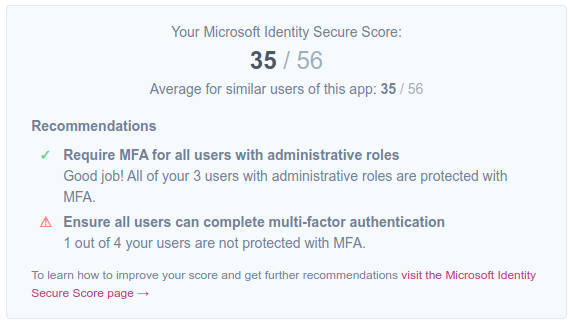 Your Microsoft Identity Secure Score:
35 / 56
Average for similar users of this app: 35 / 56
Recommendations
✓ Require MFA for all users with administrative roles
Good job! All of your 3 users with administrative roles are protected with
MFA.
⚠ Ensure all users can complete multi-factor authentication
1 out of 4 your users are not protected with MFA.
To learn how to improve your score and get further recommendations visit the Microsoft Identity
Secure Score page →